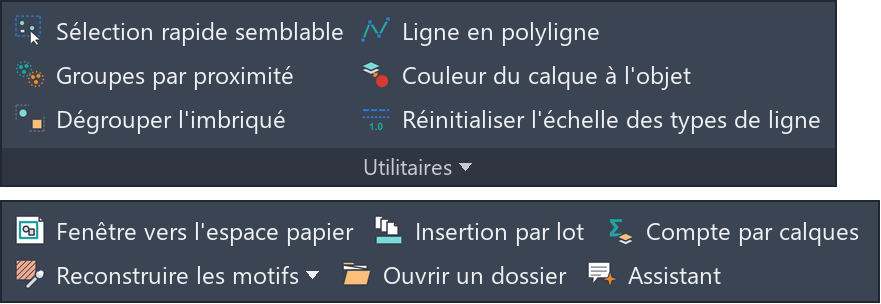 Sélection rapide semblable Ligne en polyligne
Groupes par proximité Couleur du calque à l'objet
Dégrouper l'imbriqué 1.0 Réinitialiser l'échelle des types de ligne
Utilitaires
Fenêtre vers l'espace papier Insertion par lot Compte par calques
Reconstruire les motifs Ouvrir un dossier Assistant